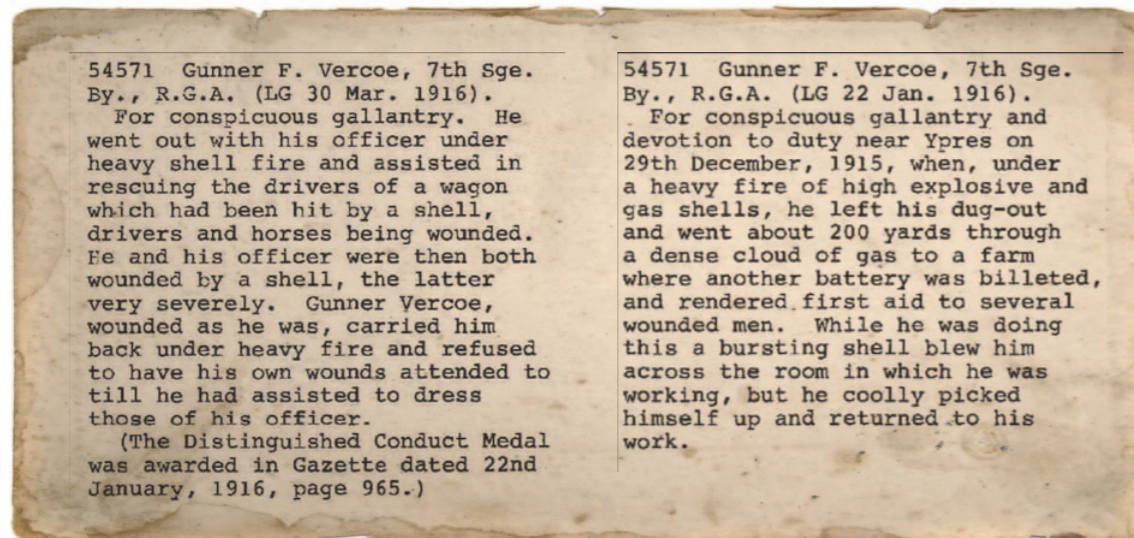 54571  Gunner F. Vercoe, 7th Sge.
By., R.G.A. (LG 30 Mar. 1916).
For conspicuous gallantry.  He
went out with his officer under
heavy shell fire and assisted in
rescuing the drivers of a wagon
which had been hit by a shell,
drivers and horses being wounded.
He and his officer were then both
wounded by a shell, the latter
very severely.  Gunner Vercoe,
wounded as he was, carried him
back under heavy fire and refused
to have his own wounds attended to
till he had assisted to dress
those of his officer.
(The Distinguished Conduct Medal
was awarded in Gazette dated 22nd
January, 1916, page 965.)
54571  Gunner F. Vercoe, 7th Sge.
By., R.G.A. (LG 22 Jan. 1916).
For conspicuous gallantry and
devotion to duty near Ypres on
29th December, 1915, when, under
a heavy fire of high explosive and
gas shells, he left his dug-out
and went about 200 yards through
a dense cloud of gas to a farm
where another battery was billeted,
and rendered first aid to several
wounded men.  While he was doing
this a bursting shell blew him
across the room in which he was
working, but he coolly picked
himself up and returned to his
work.